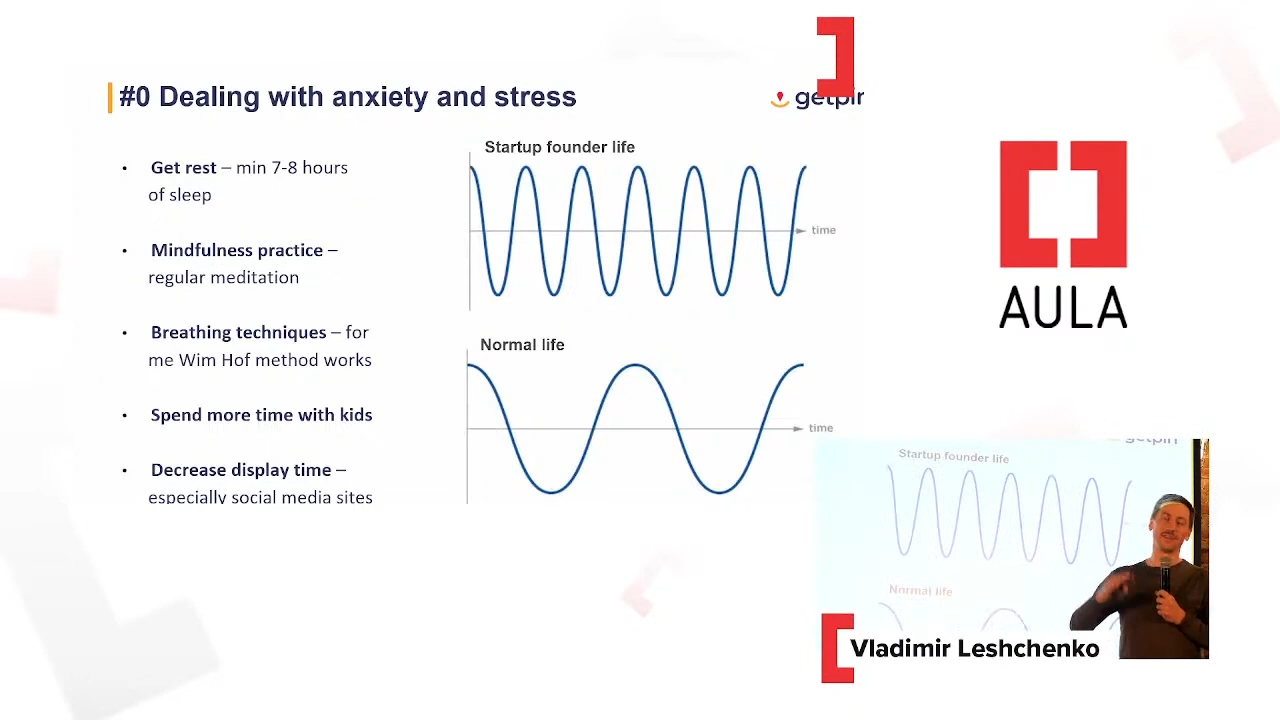 #0 Dealing with anxiety and stress
getpin
• Get rest – min 7-8 hours
of sleep
• Mindfulness practice –
regular meditation
• Breathing techniques – for
me Wim Hof method works
• Spend more time with kids
• Decrease display time –
especially social media sites
Startup founder life
time
Normal life
time
AULA
getpin
Startup founder life
Normal life
Vladimir Leshchenko